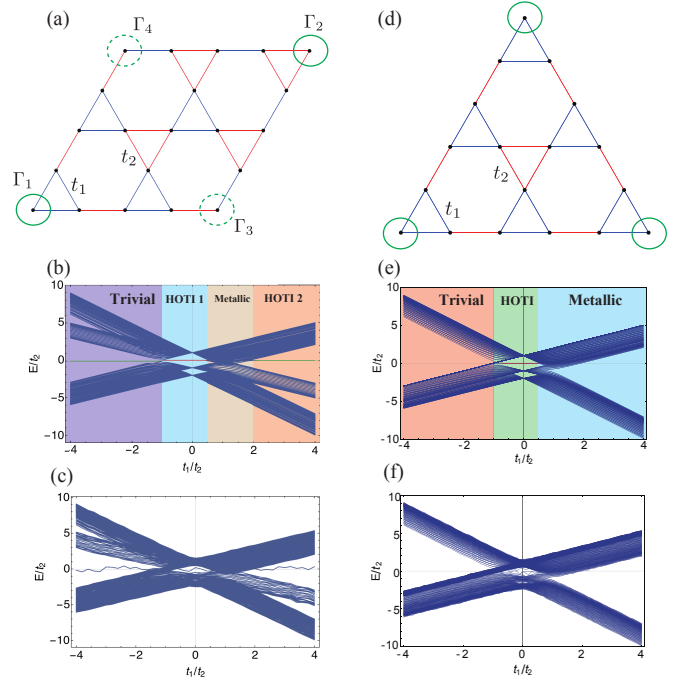 (a)
Γ4
Γ2
(d)
t2
Γ1
t1
Γ3
t2
t1
(b)
Trivial HOTI 1 Metallic HOTI 2
10
5
0
-5
-10
E/t2
-4 -2 0 2 4
t1/t2
(e)
Trivial HOTI Metallic
10
5
0
-5
-10
E/t2
-4 -2 0 2 4
t1/t2
(c)
10
5
0
-5
-10
E/t2
-4 -2 0 2 4
t1/t2
(f)
10
5
0
-5
-10
E/t2
-4 -2 0 2 4
t1/t2